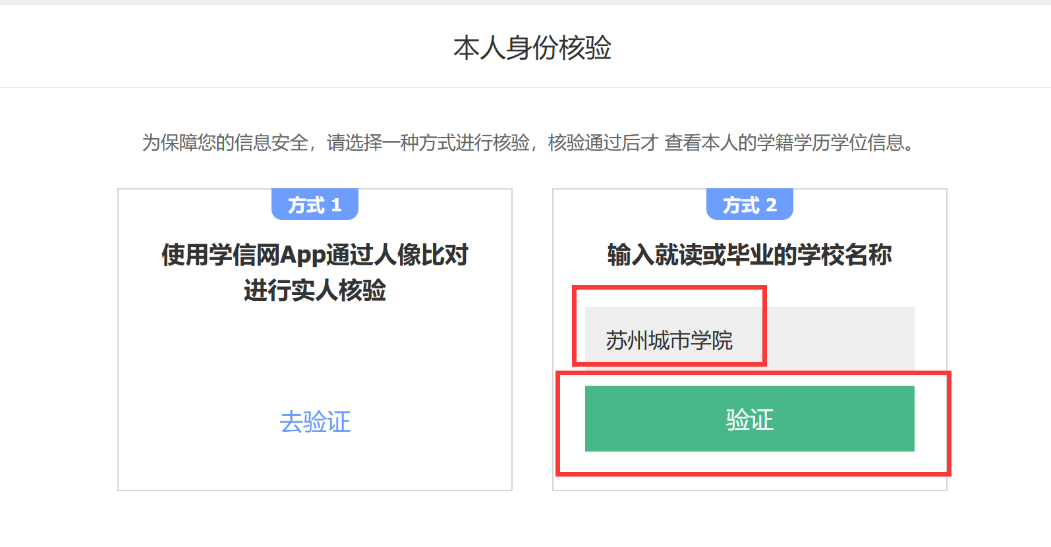 本人身份核验
为保障您的信息安全，请选择一种方式进行核验，核验通过后才 查看本人的学籍学历学位信息。
方式 1
使用学信网App通过人像比对
进行实人核验
去验证
方式 2
输入就读或毕业的学校名称
苏州城市学院
验证